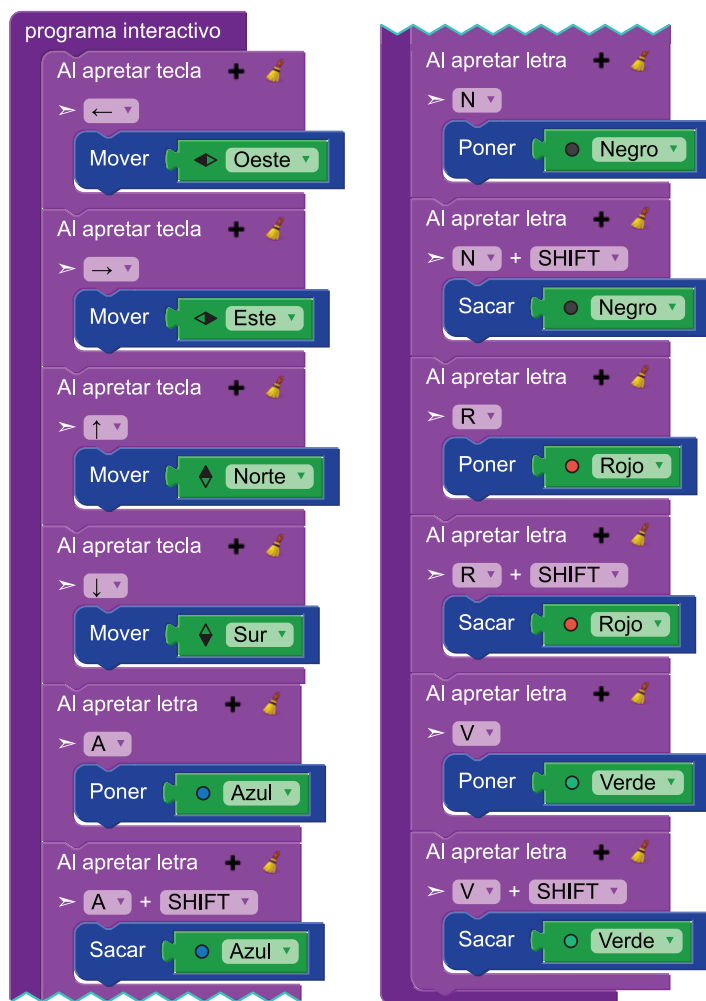 programa interactivo
Al apretar tecla
←
Mover Oeste
Al apretar tecla
→
Mover Este
Al apretar tecla
↑
Mover Norte
Al apretar tecla
↓
Mover Sur
Al apretar letra
A
Poner Azul
Al apretar letra
A + SHIFT
Sacar Azul
Al apretar letra
N
Poner Negro
Al apretar letra
N + SHIFT
Sacar Negro
Al apretar letra
R
Poner Rojo
Al apretar letra
R + SHIFT
Sacar Rojo
Al apretar letra
V
Poner Verde
Al apretar letra
V + SHIFT
Sacar Verde